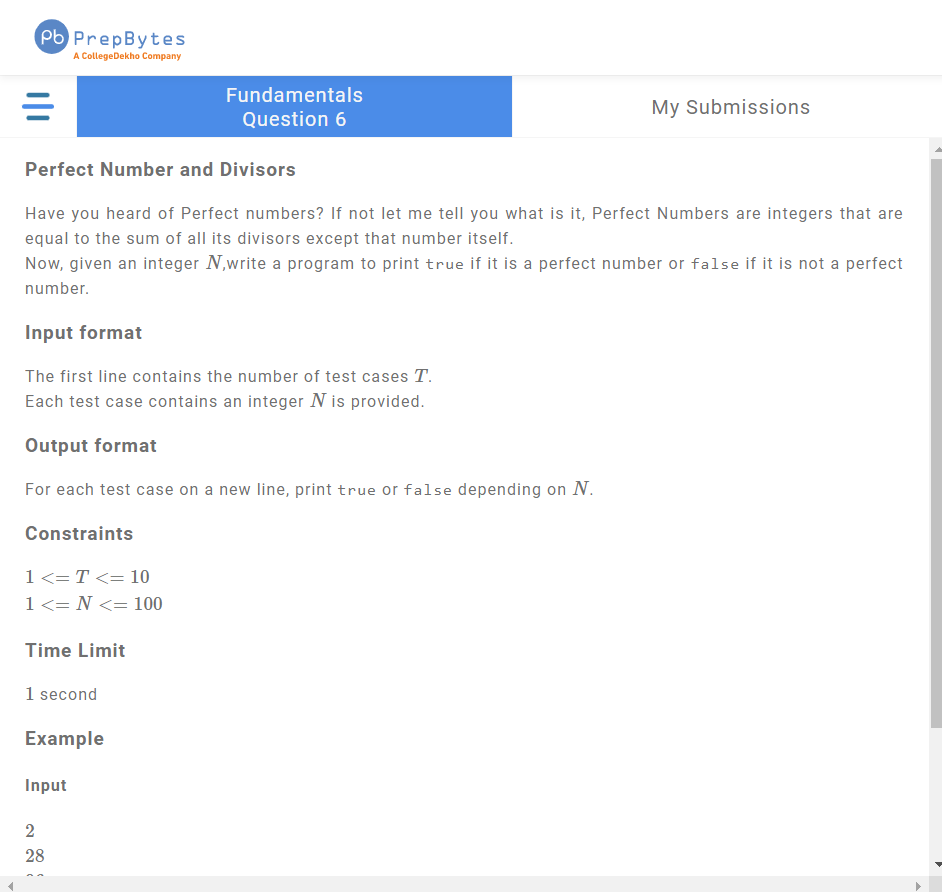 Pb PrepBytes
A CollegeDekho Company
Fundamentals
Question 6
My Submissions
Perfect Number and Divisors
Have you heard of Perfect numbers? If not let me tell you what is it, Perfect Numbers are integers that are
equal to the sum of all its divisors except that number itself.
Now, given an integer N,write a program to print true if it is a perfect number or false if it is not a perfect
number.
Input format
The first line contains the number of test cases T.
Each test case contains an integer N is provided.
Output format
For each test case on a new line, print true or false depending on N.
Constraints
1 <= T <= 10
1 <= N <= 100
Time Limit
1 second
Example
Input
2
28